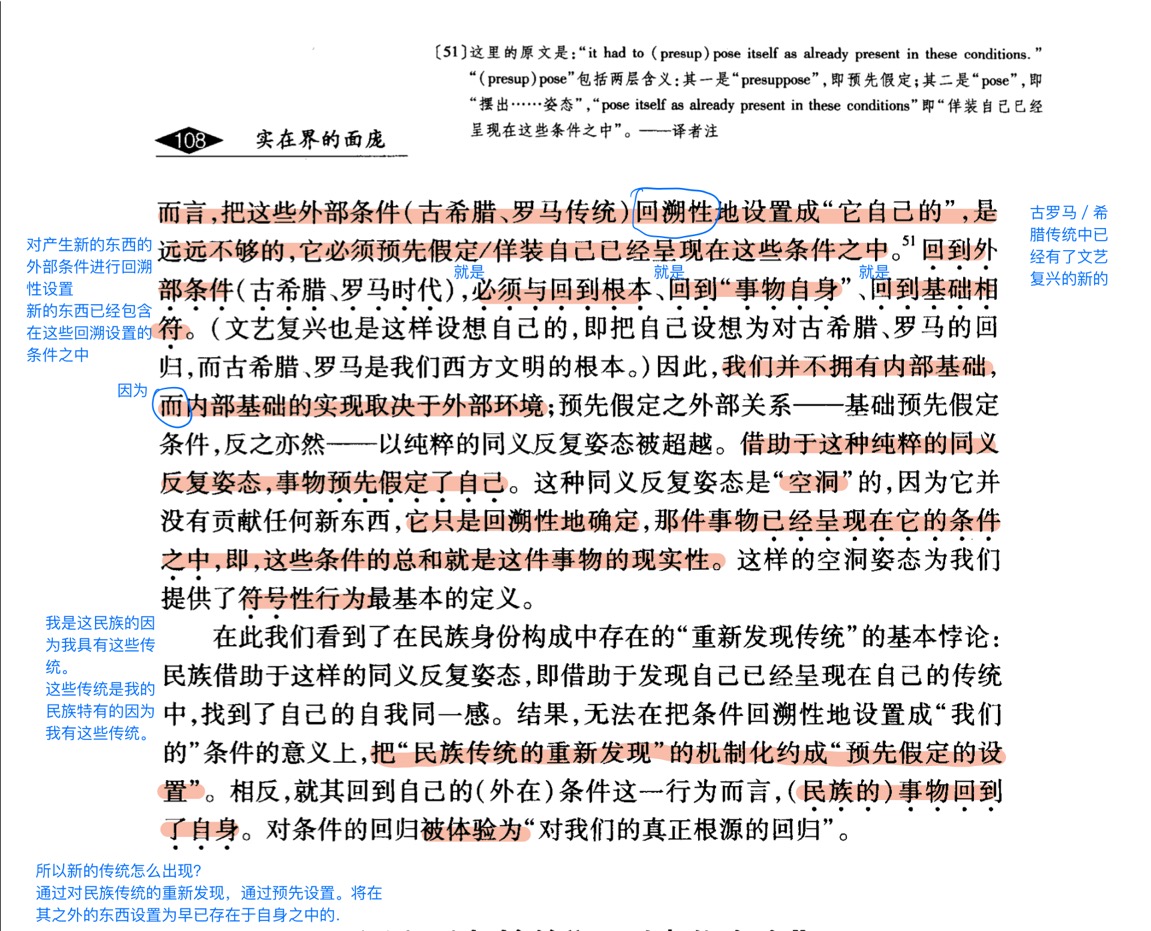 〔51〕这里的原文是:“it had to (presup)pose itself as already present in these conditions.”
“(presup)pose”包括两层含义:其一是“presuppose”,即预先假定;其二是“pose”,即
“摆出……姿态”,“pose itself as already present in these conditions”即“佯装自己已经
呈现在这些条件之中”。——译者注
108 实在界的面庞
而言,把这些外部条件(古希腊、罗马传统)回溯性地设置成“它自己的”,是
远远不够的,它必须预先假定/佯装自己已经呈现在这些条件之中。51回到外
部条件(古希腊、罗马时代),必须与回到根本、回到“事物自身”、回到基础相
符。(文艺复兴也是这样设想自己的,即把自己设想为对古希腊、罗马的回
归,而古希腊、罗马是我们西方文明的根本。)因此,我们并不拥有内部基础,
而内部基础的实现取决于外部环境;预先假定之外部关系——基础预先假定
条件,反之亦然——以纯粹的同义反复姿态被超越。借助于这种纯粹的同义
反复姿态,事物预先假定了自己。这种同义反复姿态是“空洞”的,因为它并
没有贡献任何新东西,它只是回溯性地确定,那件事物已经呈现在它的条件
之中,即,这些条件的总和就是这件事物的现实性。这样的空洞姿态为我们
提供了符号性行为最基本的定义。
在此我们看到了在民族身份构成中存在的“重新发现传统”的基本悖论:
民族借助于这样的同义反复姿态,即借助于发现自己已经呈现在自己的传统
中,找到了自己的自我同一感。结果,无法在把条件回溯性地设置成“我们
的”条件的意义上,把“民族传统的重新发现”的机制化约成“预先假定的设
置”。相反,就其回到自己的(外在)条件这一行为而言,(民族的)事物回到
了自身。对条件的回归被体验为“对我们的真正根源的回归”。
对产生新的东西的
外部条件进行回溯
性设置
新的东西已经包含
在这些回溯设置的
条件之中
就是
就是
就是
古罗马/希
腊传统中已
经有了文艺
复兴的新的
因为
我是这民族的因
为我具有这些传
统。
这些传统是我的
民族特有的因为
我有这些传统。
所以新的传统怎么出现?
通过对民族传统的重新发现，通过预先设置。将在
其之外的东西设置为早已存在于自身之中的.